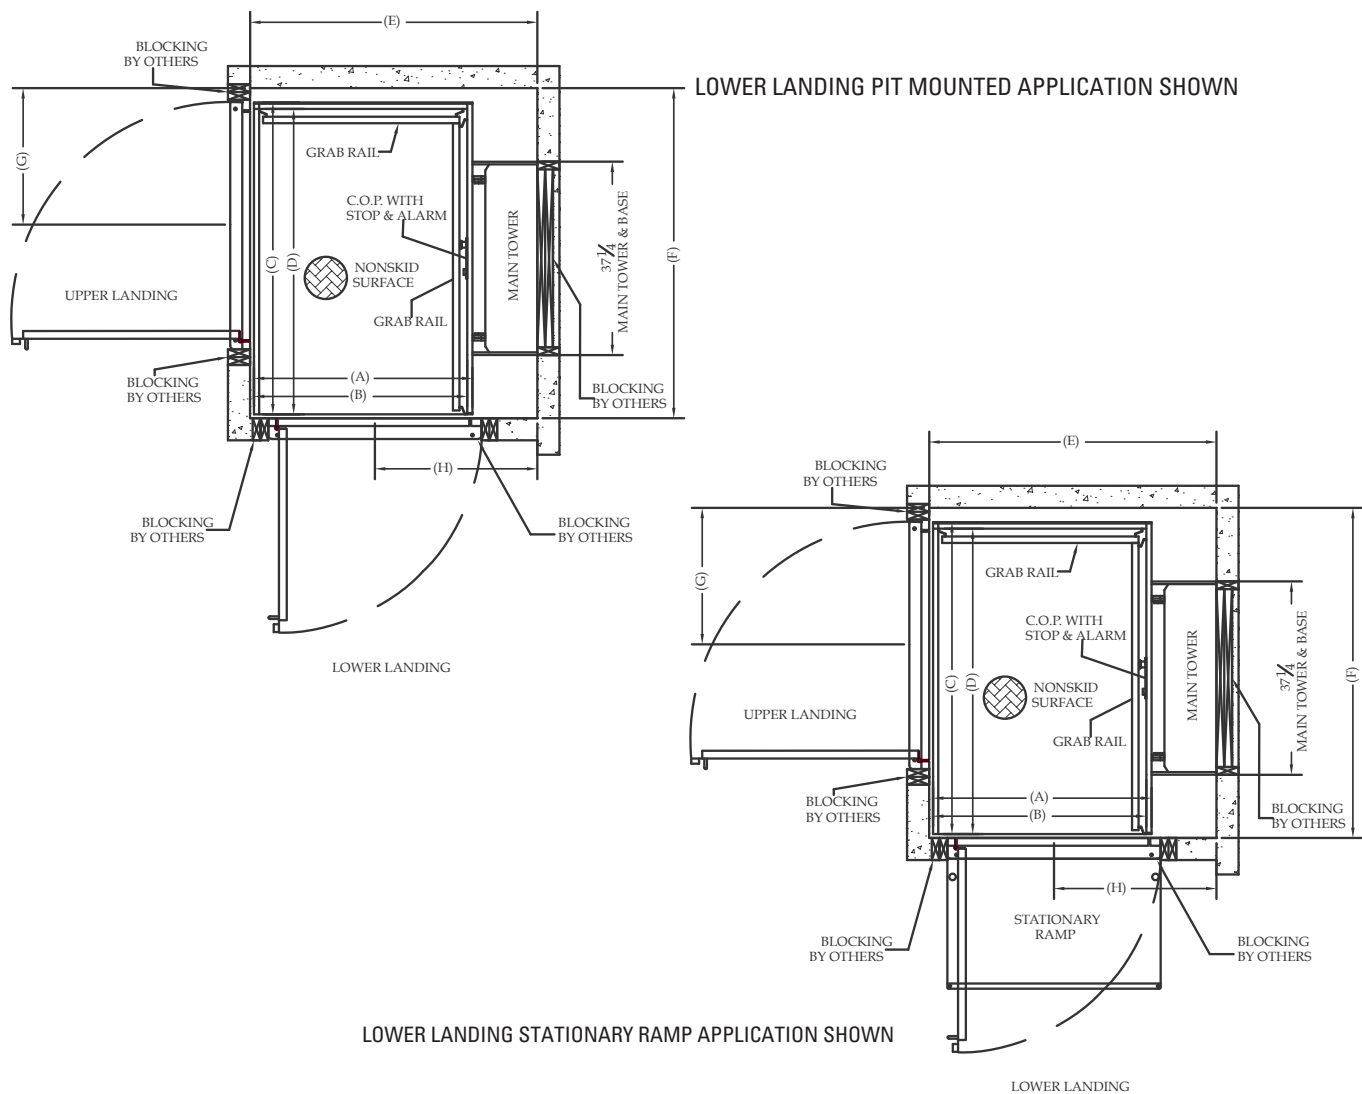 (E)
BLOCKING
BY OTHERS
LOWER LANDING PIT MOUNTED APPLICATION SHOWN
(G)
GRAB RAIL
C.O.P. WITH
STOP & ALARM
(C)
(D)
NONSKID
SURFACE
GRAB RAIL
MAIN TOWER
37 1/4
MAIN TOWER & BASE
(F)
UPPER LANDING
(A)
(B)
BLOCKING
BY OTHERS
BLOCKING
BY OTHERS
(H)
BLOCKING
BY OTHERS
BLOCKING
BY OTHERS
LOWER LANDING
(E)
BLOCKING
BY OTHERS
(G)
GRAB RAIL
C.O.P. WITH
STOP & ALARM
(C)
(D)
NONSKID
SURFACE
GRAB RAIL
MAIN TOWER
37 1/4
MAIN TOWER & BASE
(F)
UPPER LANDING
(A)
(B)
BLOCKING
BY OTHERS
BLOCKING
BY OTHERS
(H)
STATIONARY
RAMP
BLOCKING
BY OTHERS
BLOCKING
BY OTHERS
LOWER LANDING STATIONARY RAMP APPLICATION SHOWN
LOWER LANDING